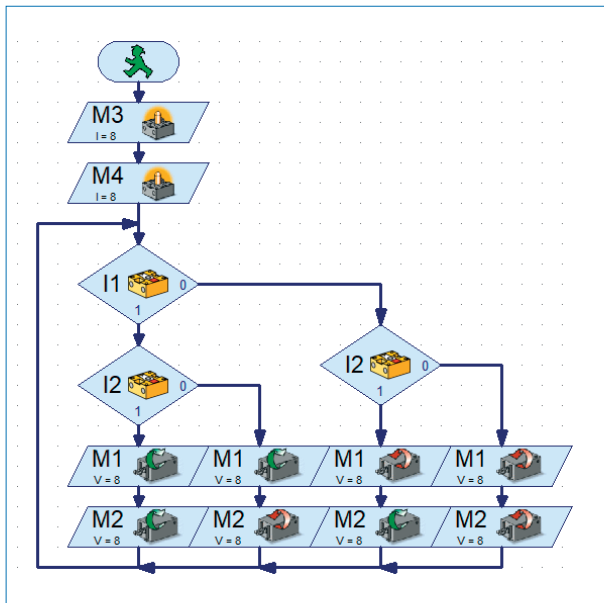 M3
I = 8
M4
I = 8
I1
0
1
I2
0
1
I2
0
1
M1
V = 8
M1
V = 8
M1
V = 8
M1
V = 8
M2
V = 8
M2
V = 8
M2
V = 8
M2
V = 8